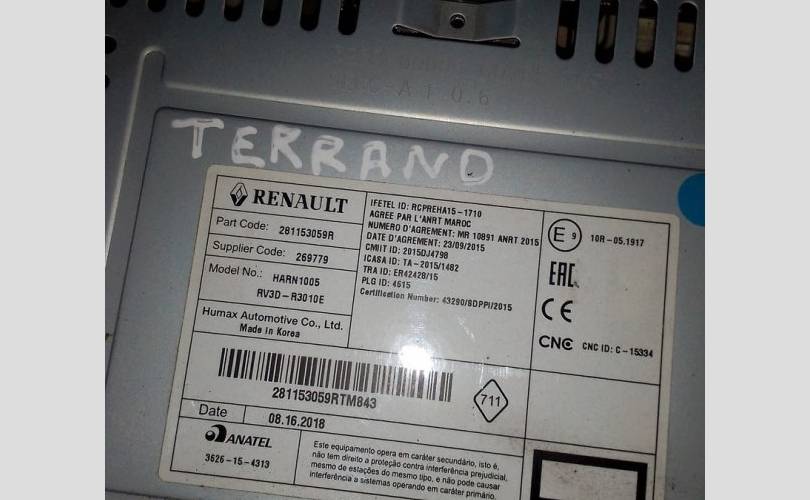 TERRANO
RENAULT
Part Code: 281153059R
Supplier Code: 269779
Model No.: HARN1005
RV3D-R3010E
Humax Automotive Co., Ltd.
Made in Korea
IFETEL ID: RCPREHA15-1710
AGREE PAR L'ANRT MAROC
NUMERO D'AGREMENT: MR 10891 ANRT 2015
DATE D'AGREMENT: 23/09/2015
CMIIT ID: 2015DJ4798
ICASA ID: TA-2015/1482
TRA ID: ER42428/15
PLG ID: 4615
Certification Number: 43290/SDPPI/2015
E 9 10R-05.1917
EAC
CE
CNC CNC ID: C-15334
281153059RTM843
711
Date 08.16.2018
ANATEL
3626-15-4313
Este equipamento opera em caráter secundário, isto é,
não tem direito a proteção contra interferência prejudicial,
mesmo de estações do mesmo tipo, e não pode causar
interferência a sistemas operando em caráter primário.